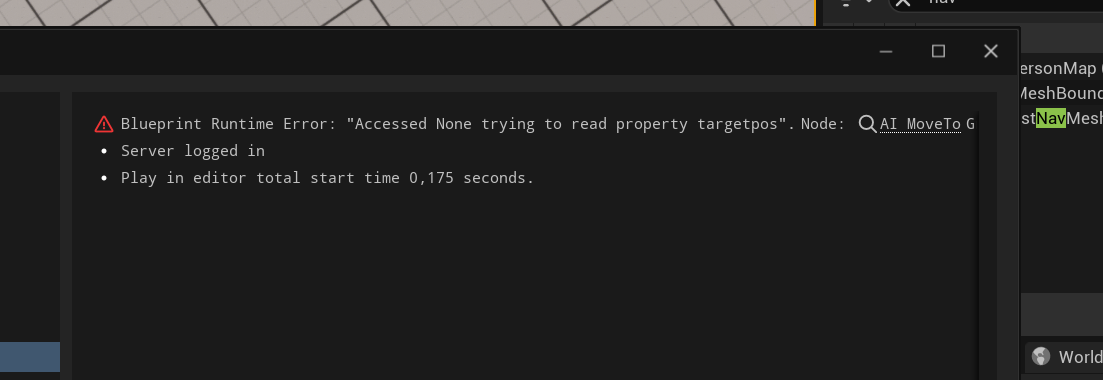 nav
ersonMap
MeshBound
stNavMesh
Blueprint Runtime Error: "Accessed None trying to read property targetpos". Node: AI MoveTo G
Server logged in
Play in editor total start time 0,175 seconds.
World